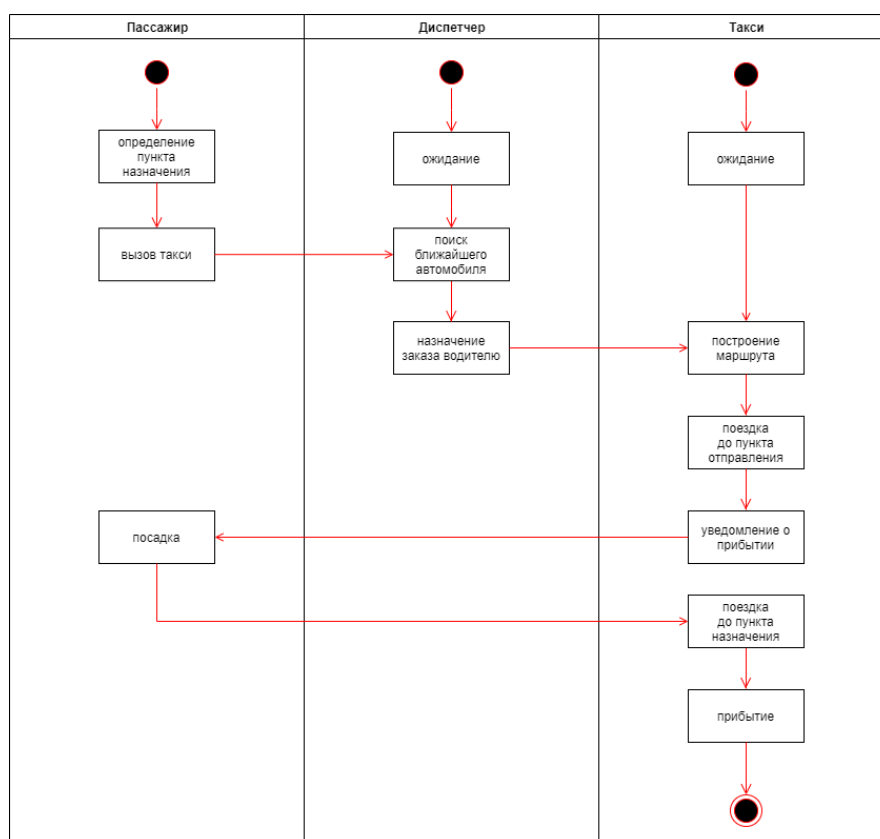 Пассажир
Диспетчер
Такси
определение
пункта
назначения
ожидание
ожидание
вызов такси
поиск
ближайшего
автомобиля
назначение
заказа водителю
построение
маршрута
поездка
до пункта
отправления
посадка
уведомление о
прибытии
поездка
до пункта
назначения
прибытие